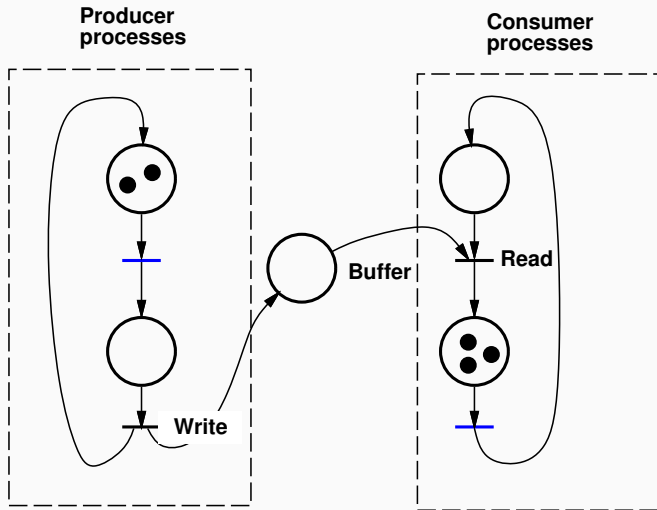 Producer
processes
Consumer
processes
Buffer
Read
Write